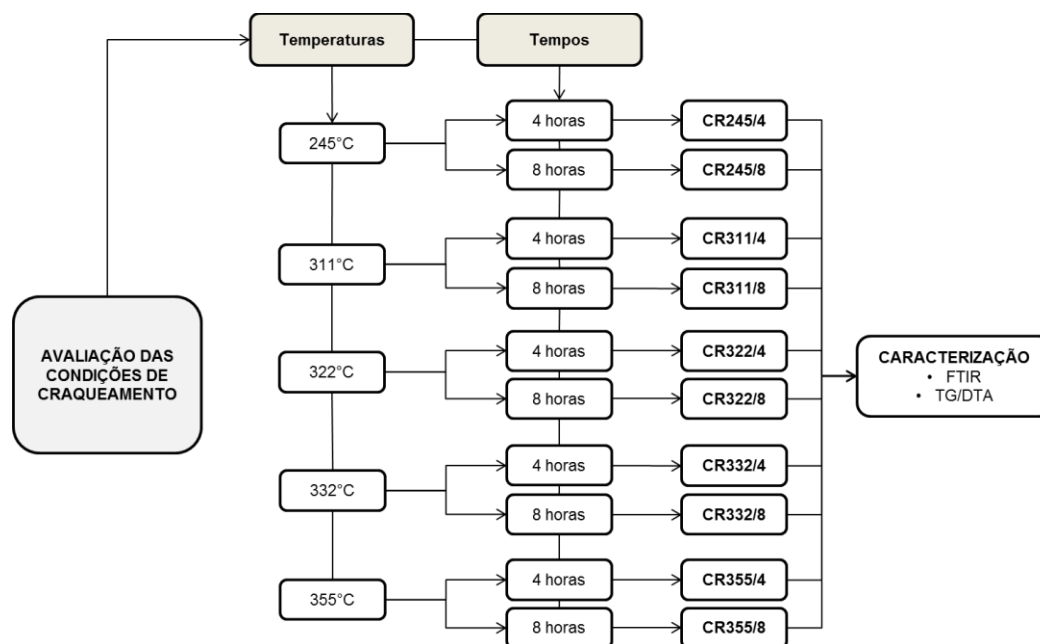 Temperaturas
Tempos
245°C
4 horas
CR245/4
8 horas
CR245/8
311°C
4 horas
CR311/4
8 horas
CR311/8
AVALIAÇÃO DAS
CONDIÇÕES DE
CRAQUEAMENTO
322°C
4 horas
CR322/4
8 horas
CR322/8
332°C
4 horas
CR332/4
8 horas
CR332/8
355°C
4 horas
CR355/4
8 horas
CR355/8
CARACTERIZAÇÃO
• FTIR
• TG/DTA